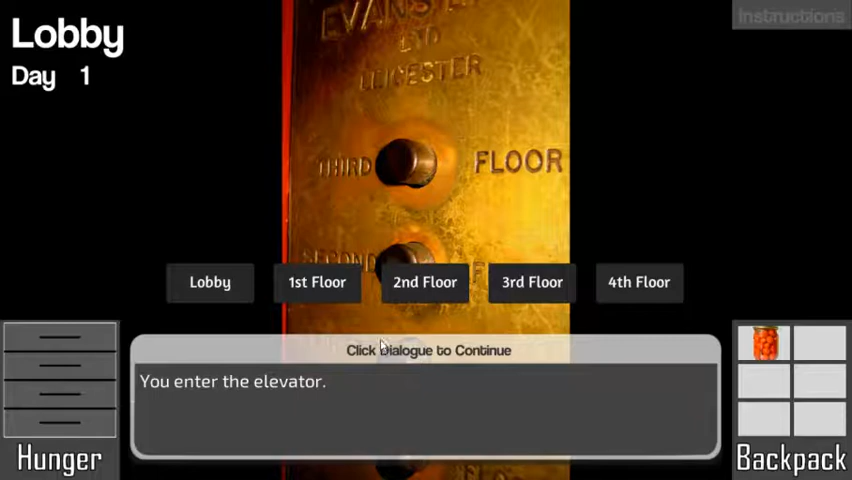 Lobby
Day 1
Instructions
LTD
LEICESTER
THIRD FLOOR
SECOND
Lobby
1st Floor
2nd Floor
3rd Floor
4th Floor
Click Dialogue to Continue
You enter the elevator.
Hunger
Backpack